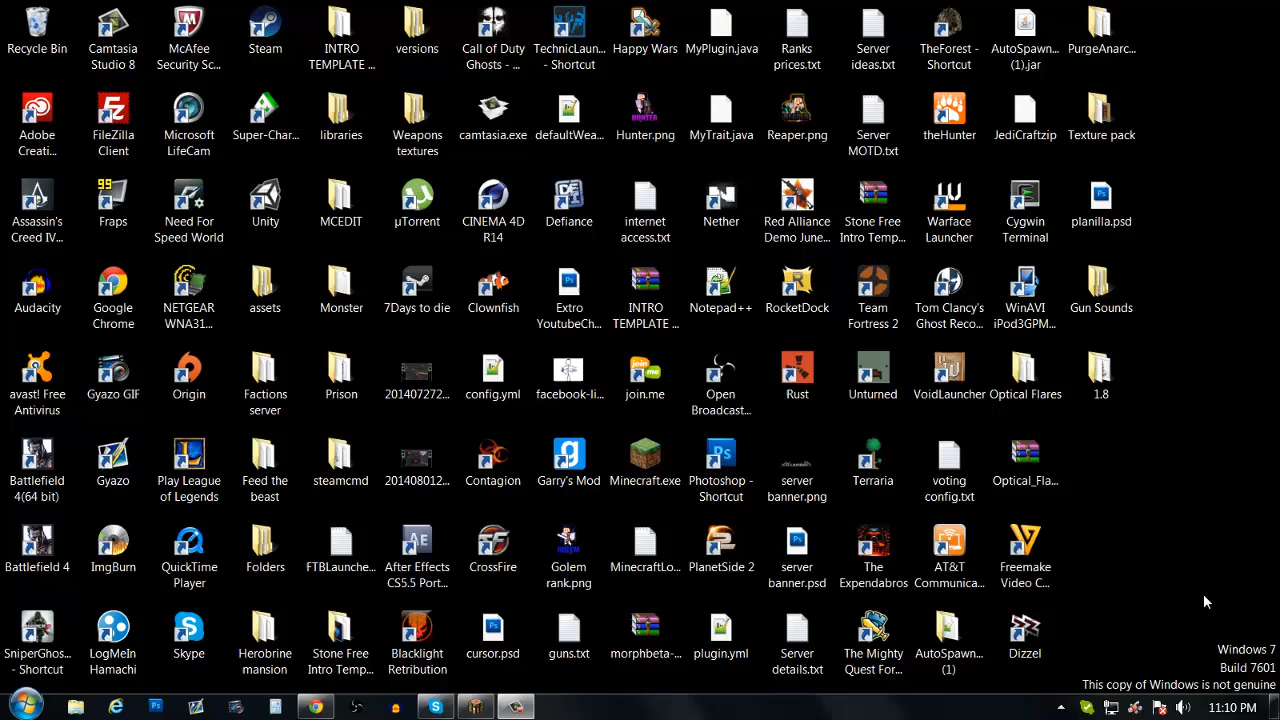 Recycle Bin
Camtasia
Studio 8
McAfee
Security Sc...
Steam
INTRO
TEMPLATE ...
versions
Call of Duty
Ghosts - ...
TechnicLaun...
- Shortcut
Happy Wars
MyPlugin.java
Ranks
prices.txt
Server
ideas.txt
TheForest -
Shortcut
AutoSpawn...
(1).jar
PurgeAnarc...
Adobe
Creati...
FileZilla
Client
Microsoft
LifeCam
Super-Char...
libraries
Weapons
textures
camtasia.exe
defaultWea...
Hunter.png
MyTrait.java
Reaper.png
Server
MOTD.txt
theHunter
JediCraftzip
Texture pack
Assassin's
Creed IV...
99
Fraps
Need For
Speed World
Unity
MCEDIT
µTorrent
CINEMA 4D
R14
Defiance
internet
access.txt
Nether
Red Alliance
Demo June...
Stone Free
Intro Temp...
Warface
Launcher
Cygwin
Terminal
planilla.psd
Audacity
Google
Chrome
NETGEAR
WNA31...
assets
Monster
7Days to die
Clownfish
Extro
YoutubeCh...
INTRO
TEMPLATE ...
Notepad++
RocketDock
Team
Fortress 2
Tom Clancy's
Ghost Reco...
WinAVI
iPod3GPM...
Gun Sounds
avast! Free
Antivirus
Gyazo GIF
Origin
Factions
server
Prison
201407272...
config.yml
facebook-li...
join.me
Open
Broadcast...
Rust
Unturned
VoidLauncher
Optical Flares
1.8
Battlefield
4(64 bit)
Gyazo
Play League
of Legends
Feed the
beast
steamcmd
201408012...
Contagion
Garry's Mod
Minecraft.exe
Photoshop -
Shortcut
server
banner.png
Terraria
voting
config.txt
Optical_Fla...
Battlefield 4
ImgBurn
QuickTime
Player
Folders
FTBLaunche...
After Effects
CS5.5 Port...
CrossFire
Golem
rank.png
MinecraftLo...
PlanetSide 2
server
banner.psd
The
Expendabros
AT&T
Communica...
Freemake
Video C...
SniperGhos...
- Shortcut
LogMeIn
Hamachi
Skype
Herobrine
mansion
Stone Free
Intro Temp...
Blacklight
Retribution
cursor.psd
guns.txt
morphbeta-...
plugin.yml
Server
details.txt
The Mighty
Quest For...
AutoSpawn...
(1)
Dizzel
Windows 7
Build 7601
This copy of Windows is not genuine
11:10 PM